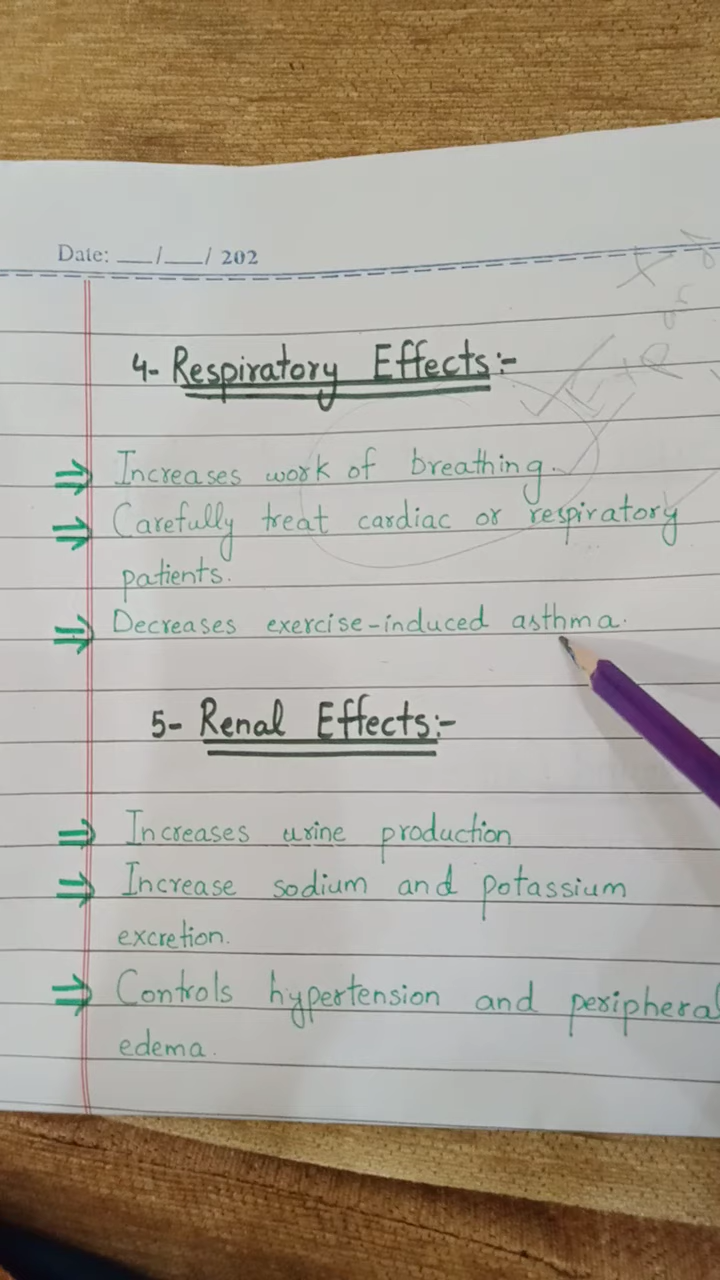 Date: __/__/ 202
4- Respiratory Effects:-
⇒ Increases work of breathing.
⇒ Carefully treat cardiac or respiratory
patients.
⇒ Decreases exercise-induced asthma.
5- Renal Effects:-
⇒ Increases urine production
⇒ Increase sodium and potassium
excretion.
⇒ Controls hypertension and peripheral
edema.